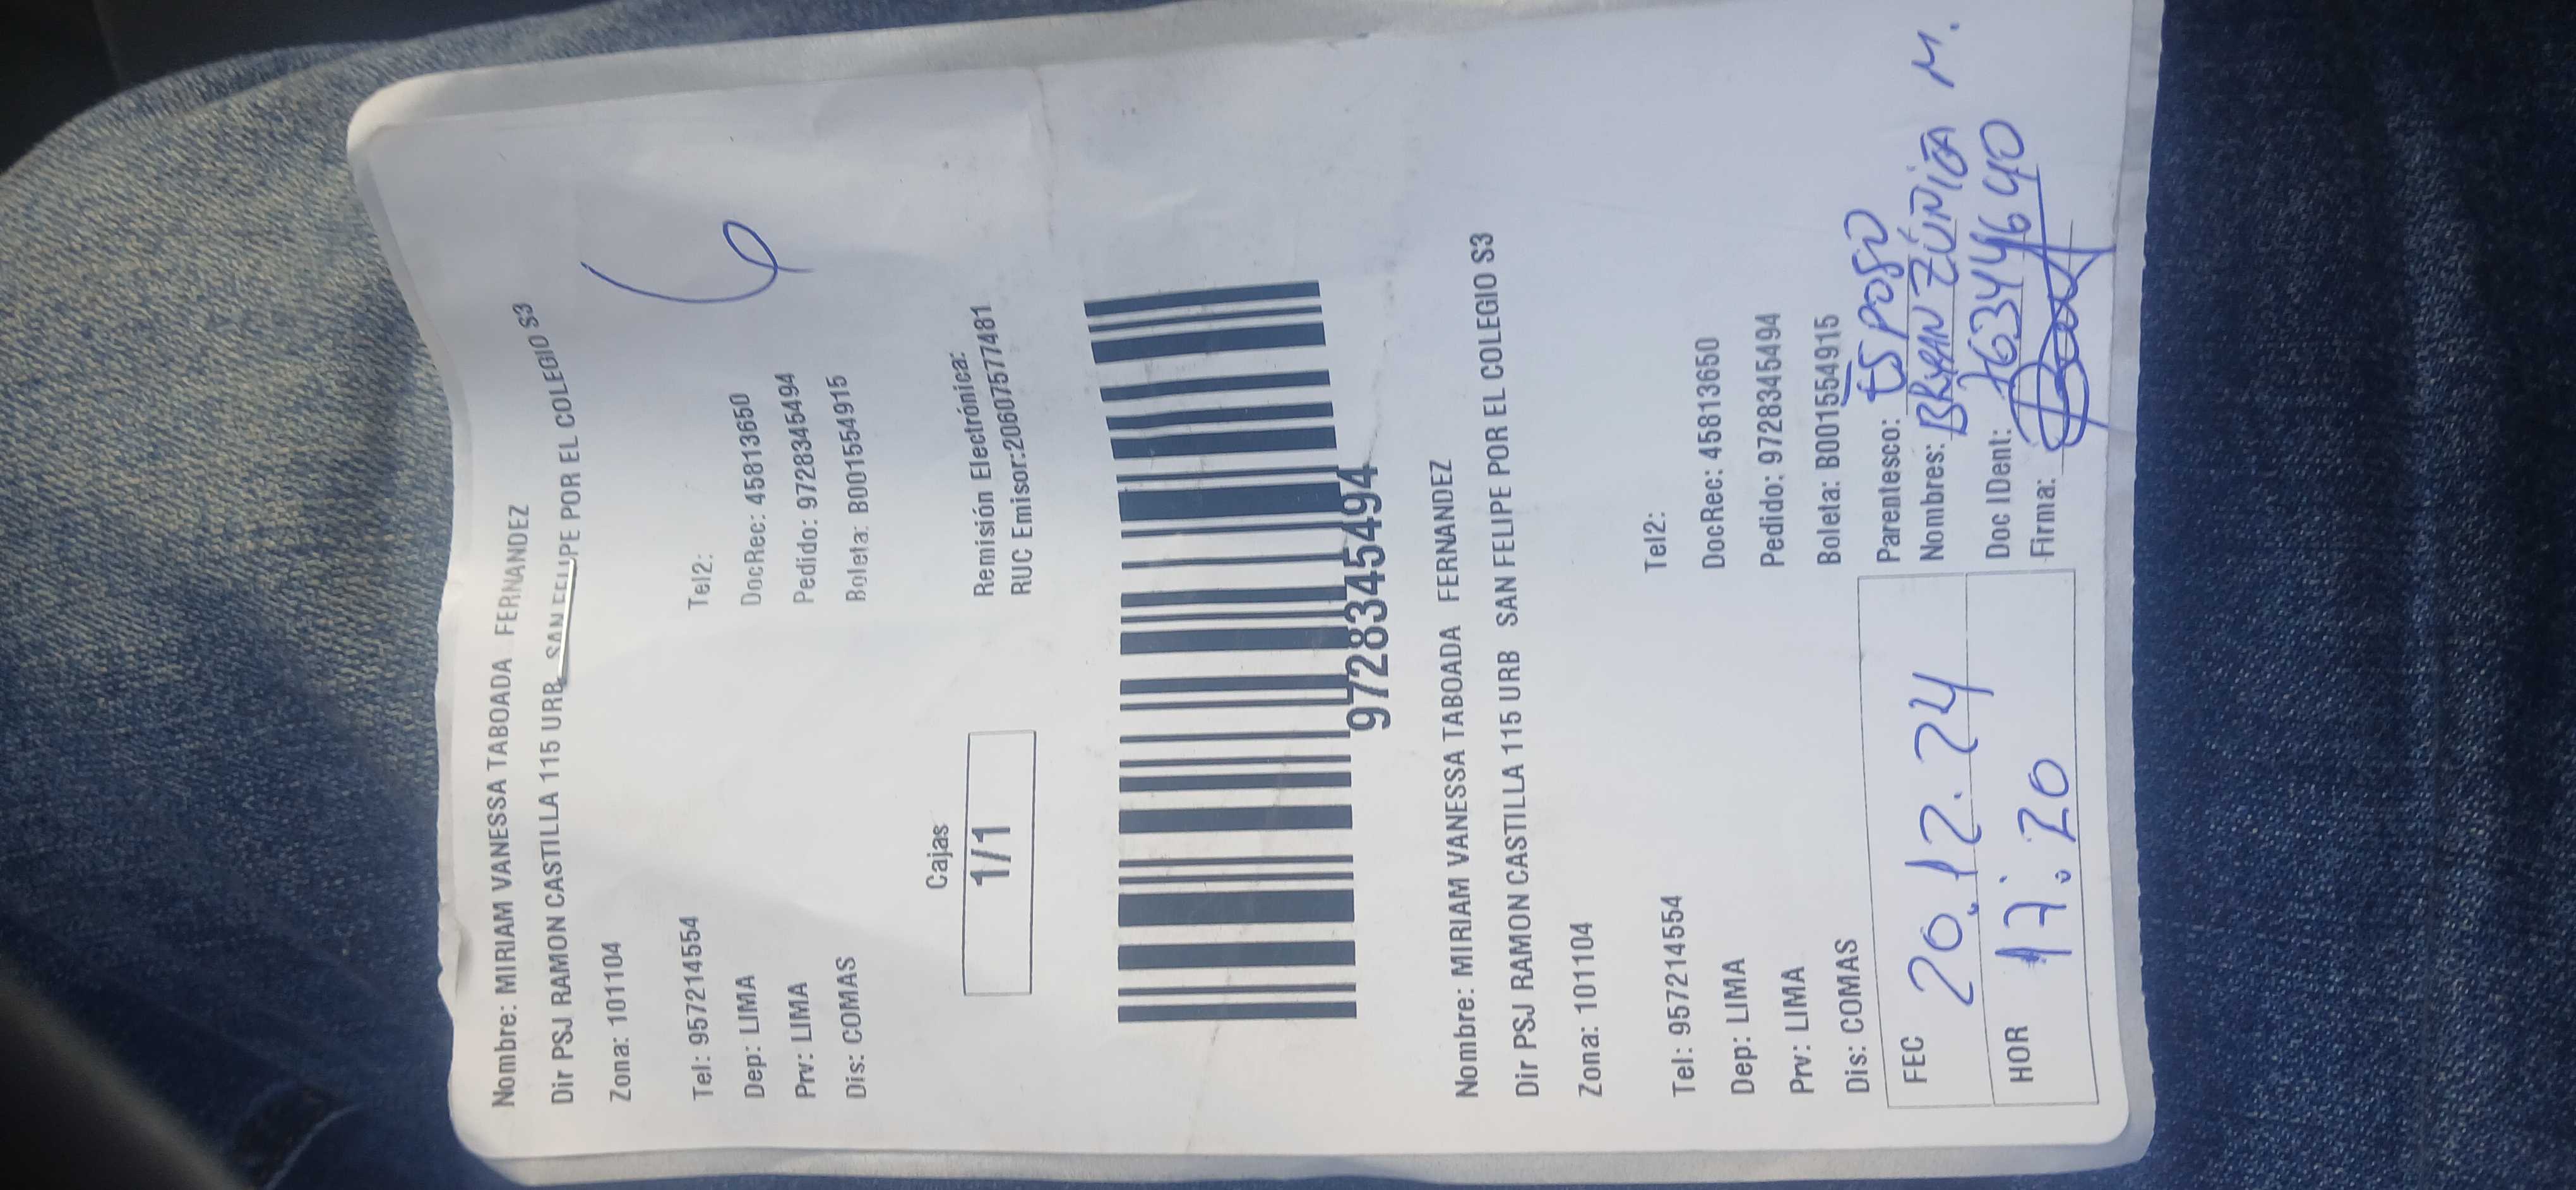 Nombre: MIRIAM VANESSA TABOADA FERNANDEZ
Dir PSJ RAMON CASTILLA 115 URB SAN FELIPE POR EL COLEGIO S3
Zona: 101104
6
Tel: 957214554 Tel2:
Dep: LIMA DocRec: 45813650
Prv: LIMA Pedido: 9728345494
Dis: COMAS Boleta: B001554915
Cajas
1/1
Remisión Electrónica:
RUC Emisor:20607577481
9728345494
Nombre: MIRIAM VANESSA TABOADA FERNANDEZ
Dir PSJ RAMON CASTILLA 115 URB SAN FELIPE POR EL COLEGIO S3
Zona: 101104
Tel: 957214554 Tel2:
Dep: LIMA DocRec: 45813650
Prv: LIMA Pedido: 9728345494
Dis: COMAS Boleta: B001554915
FEC 20.12.24
HOR 17:20
Parentesco: ESPOSO
Nombres: BRYAN ZÚÑIGA M.
Doc IDent:
Firma: